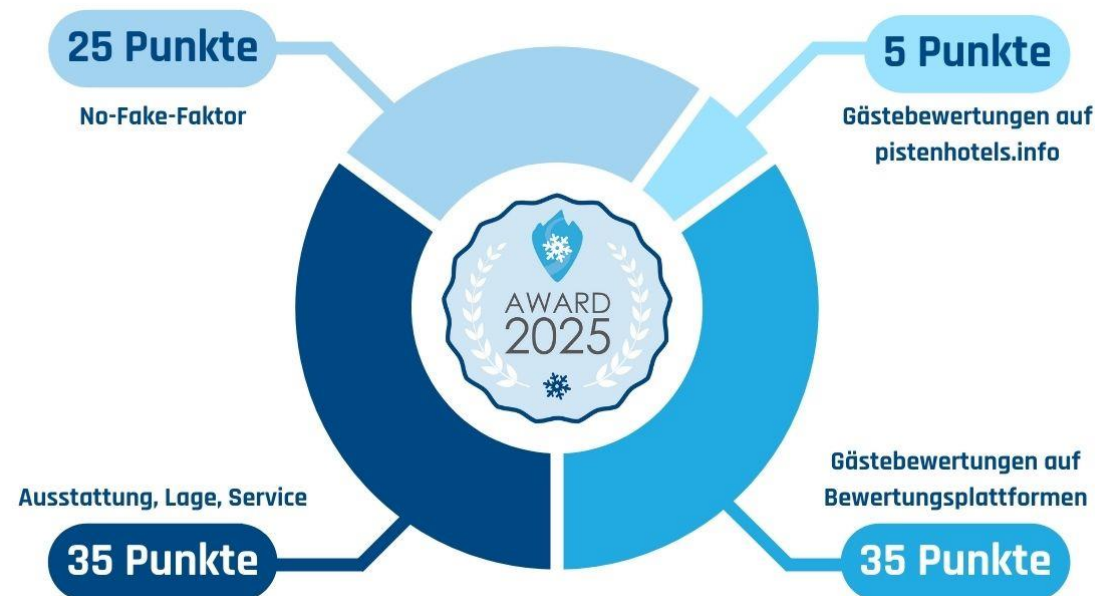 25 Punkte
No-Fake-Faktor
5 Punkte
Gästebewertungen auf
pistenhotels.info
AWARD
2025
Ausstattung, Lage, Service
35 Punkte
Gästebewertungen auf
Bewertungsplattformen
35 Punkte